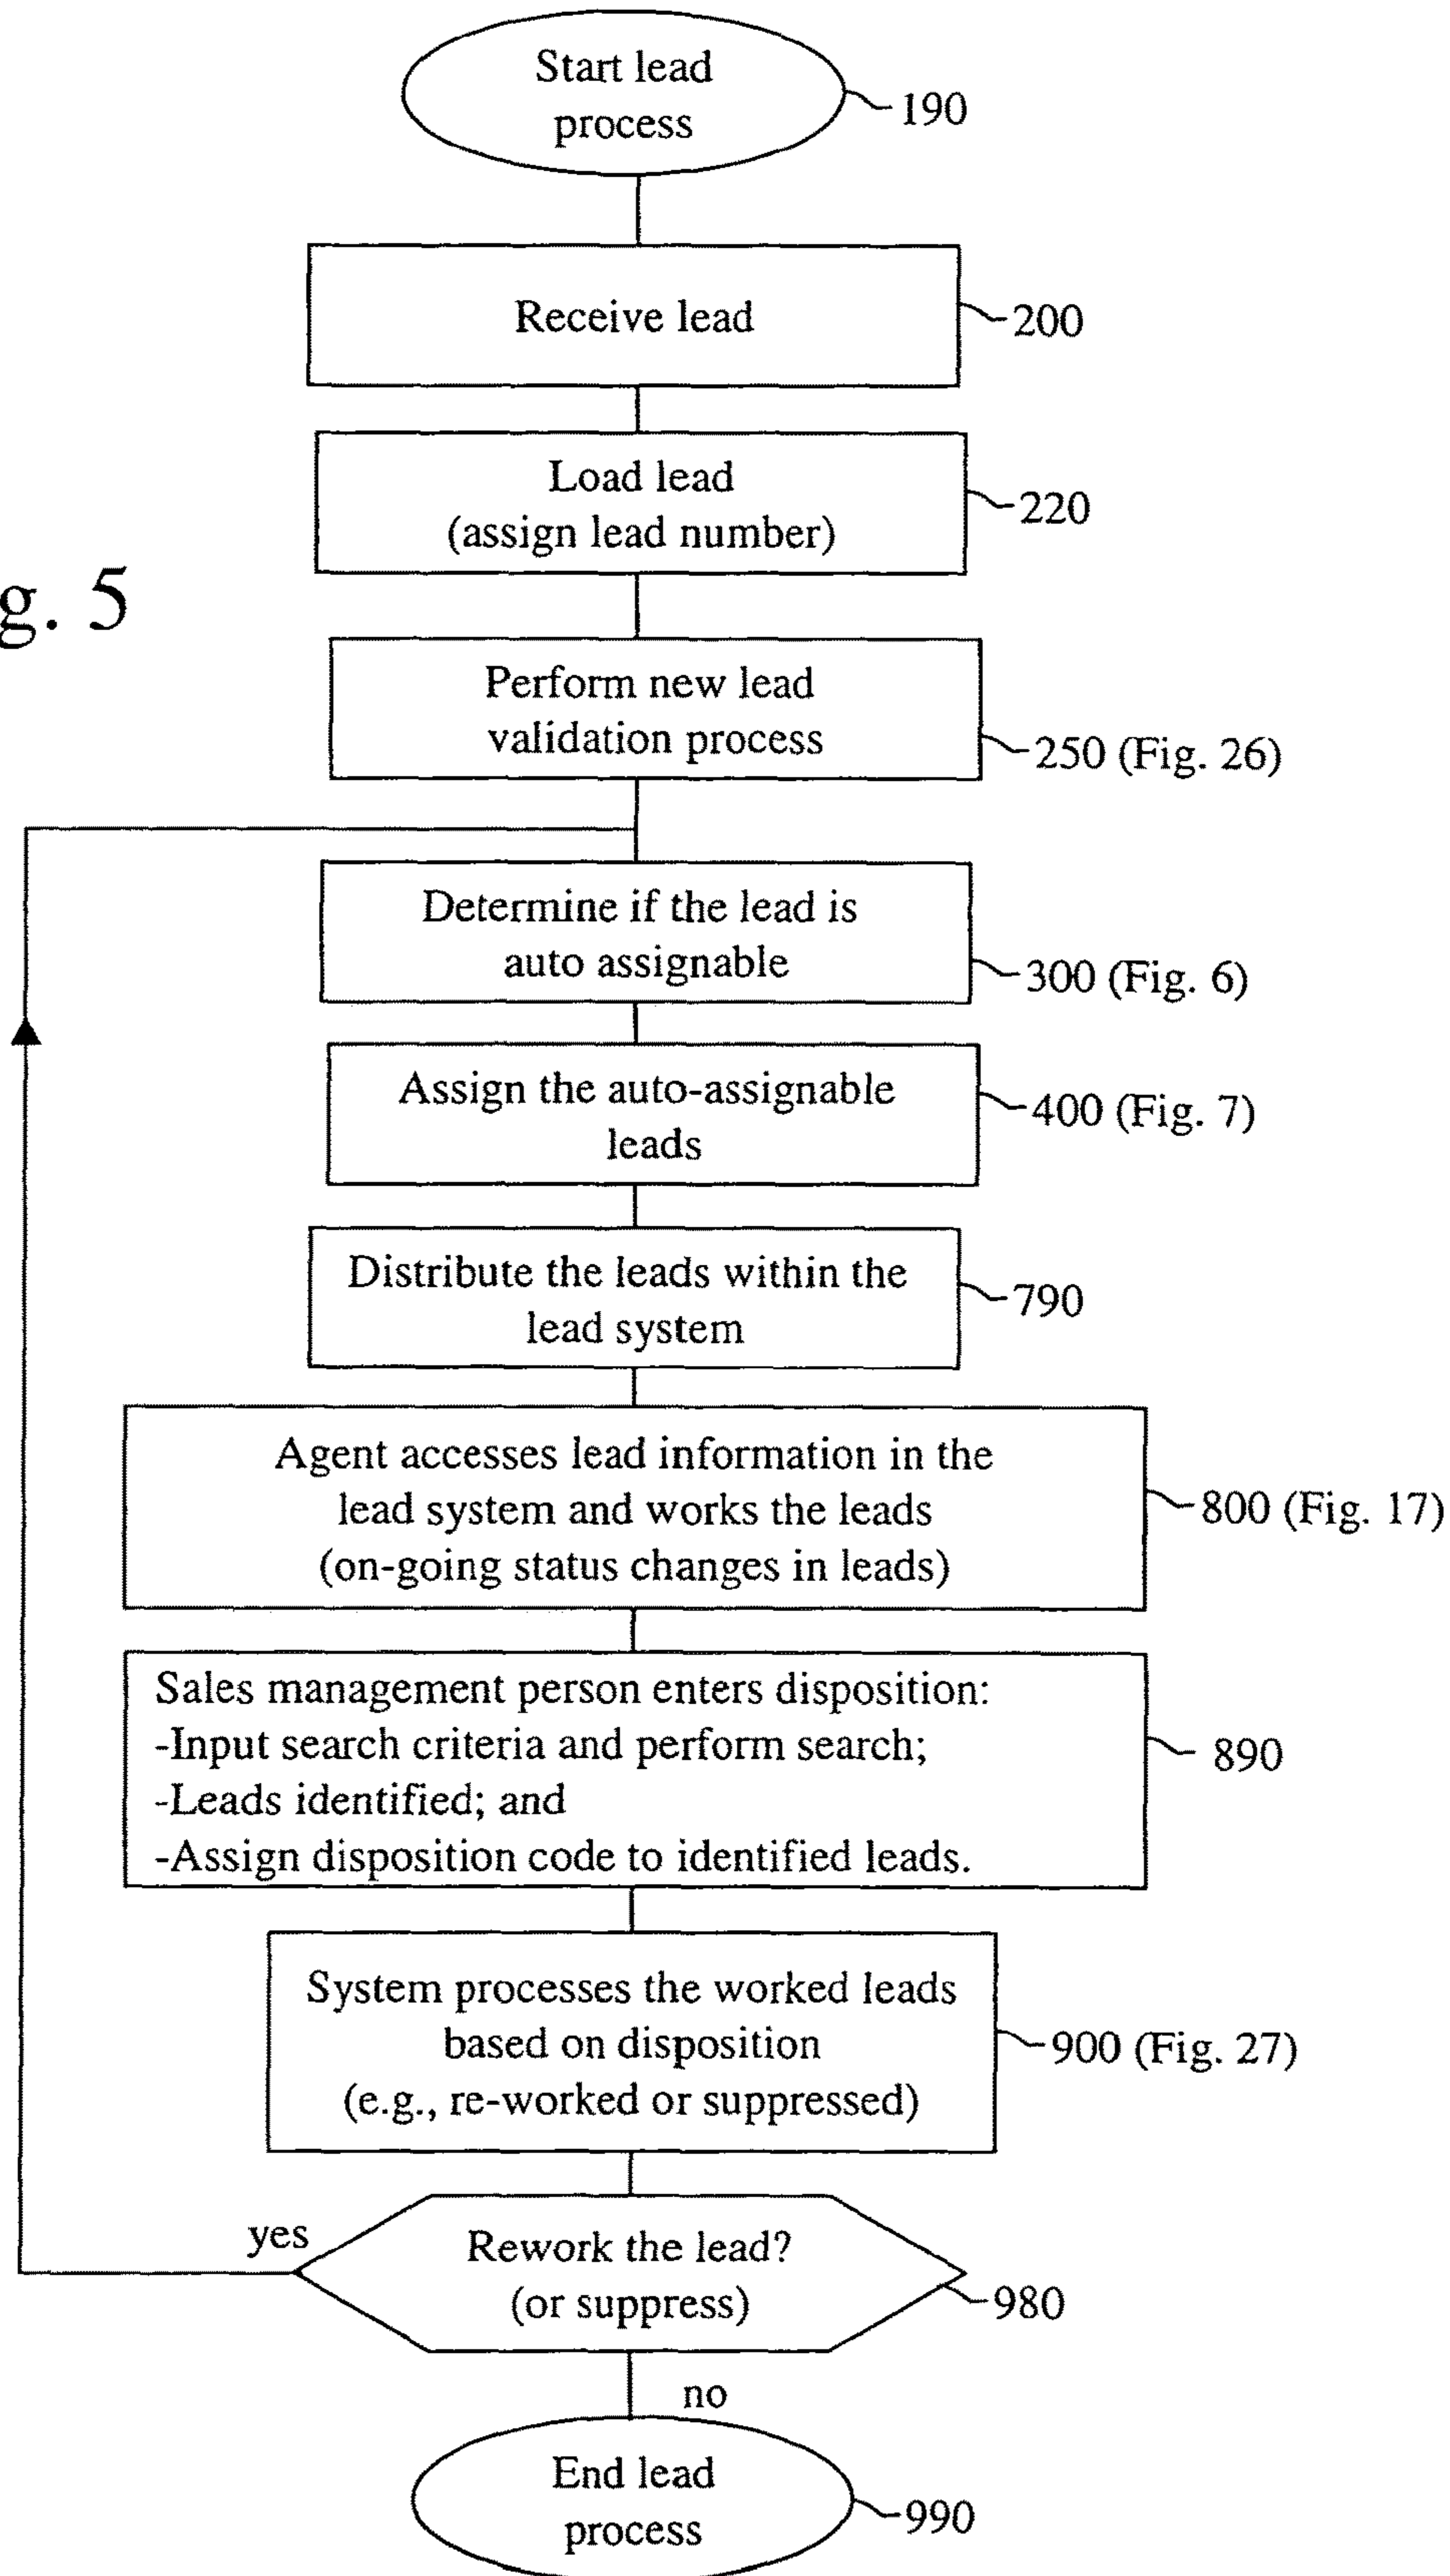 Start lead
process
190
Receive lead
200
Load lead
(assign lead number)
220
g. 5
Perform new lead
validation process
250 (Fig. 26)
Determine if the lead is
auto assignable
300 (Fig. 6)
Assign the auto-assignable
leads
400 (Fig. 7)
Distribute the leads within the
lead system
790
Agent accesses lead information in the
lead system and works the leads
(on-going status changes in leads)
800 (Fig. 17)
Sales management person enters disposition:
-Input search criteria and perform search;
-Leads identified; and
-Assign disposition code to identified leads.
890
System processes the worked leads
based on disposition
(e.g., re-worked or suppressed)
900 (Fig. 27)
yes
Rework the lead?
(or suppress)
980
no
End lead
process
990